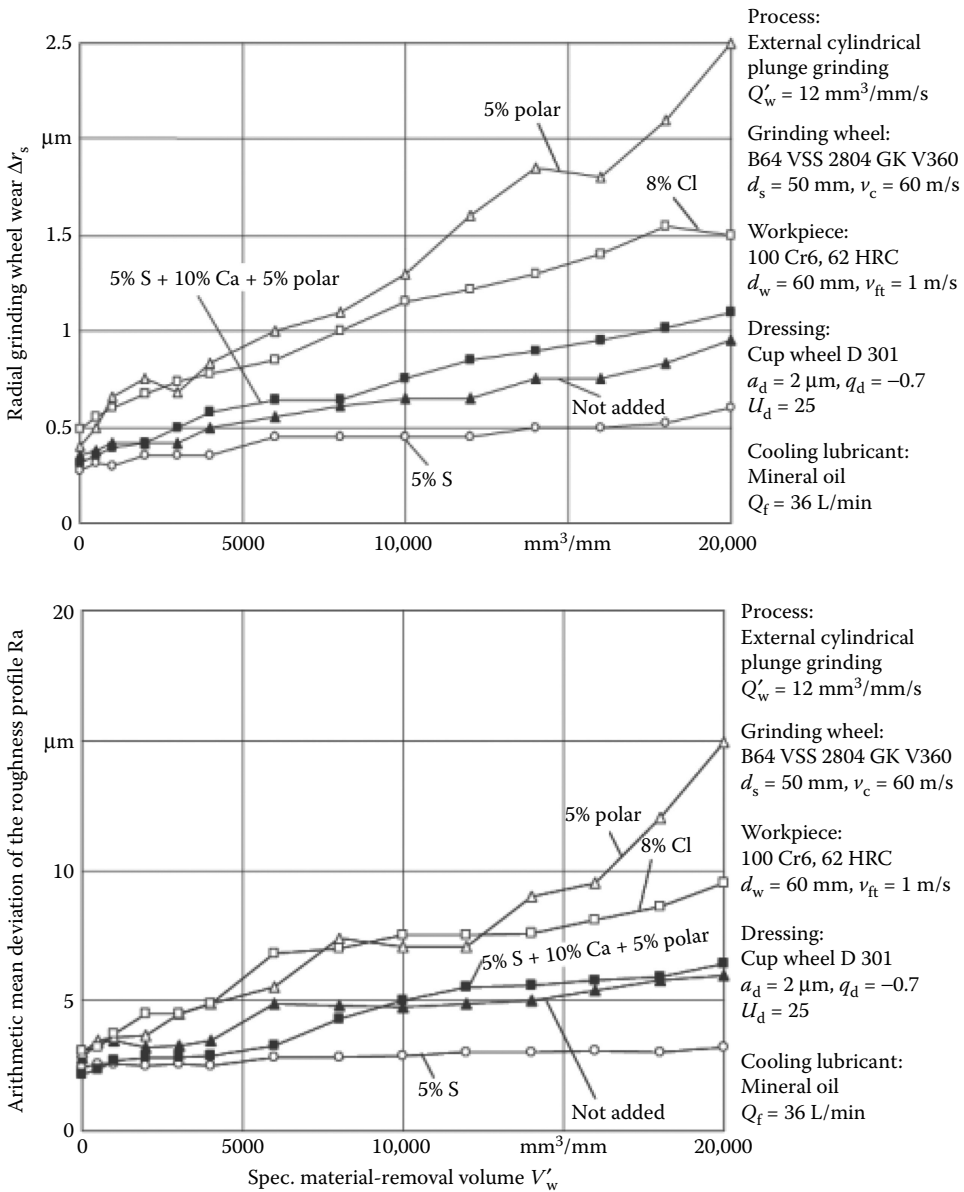 Radial grinding wheel wear Δrs
2.5
μm
1.5
1
0.5
0
0
5000
10,000
mm³/mm
20,000
5% polar
8% Cl
5% S + 10% Ca + 5% polar
Not added
5% S
Process:
External cylindrical
plunge grinding
Q′w = 12 mm³/mm/s
Grinding wheel:
B64 VSS 2804 GK V360
ds = 50 mm, νc = 60 m/s
Workpiece:
100 Cr6, 62 HRC
dw = 60 mm, νft = 1 m/s
Dressing:
Cup wheel D 301
ad = 2 μm, qd = −0.7
Ud = 25
Cooling lubricant:
Mineral oil
Qf = 36 L/min
Arithmetic mean deviation of the roughness profile Ra
20
μm
10
5
0
0
5000
10,000
mm³/mm
20,000
Spec. material-removal volume V′w
5% polar
8% Cl
5% S + 10% Ca + 5% polar
5% S
Not added
Process:
External cylindrical
plunge grinding
Q′w = 12 mm³/mm/s
Grinding wheel:
B64 VSS 2804 GK V360
ds = 50 mm, νc = 60 m/s
Workpiece:
100 Cr6, 62 HRC
dw = 60 mm, νft = 1 m/s
Dressing:
Cup wheel D 301
ad = 2 μm, qd = −0.7
Ud = 25
Cooling lubricant:
Mineral oil
Qf = 36 L/min